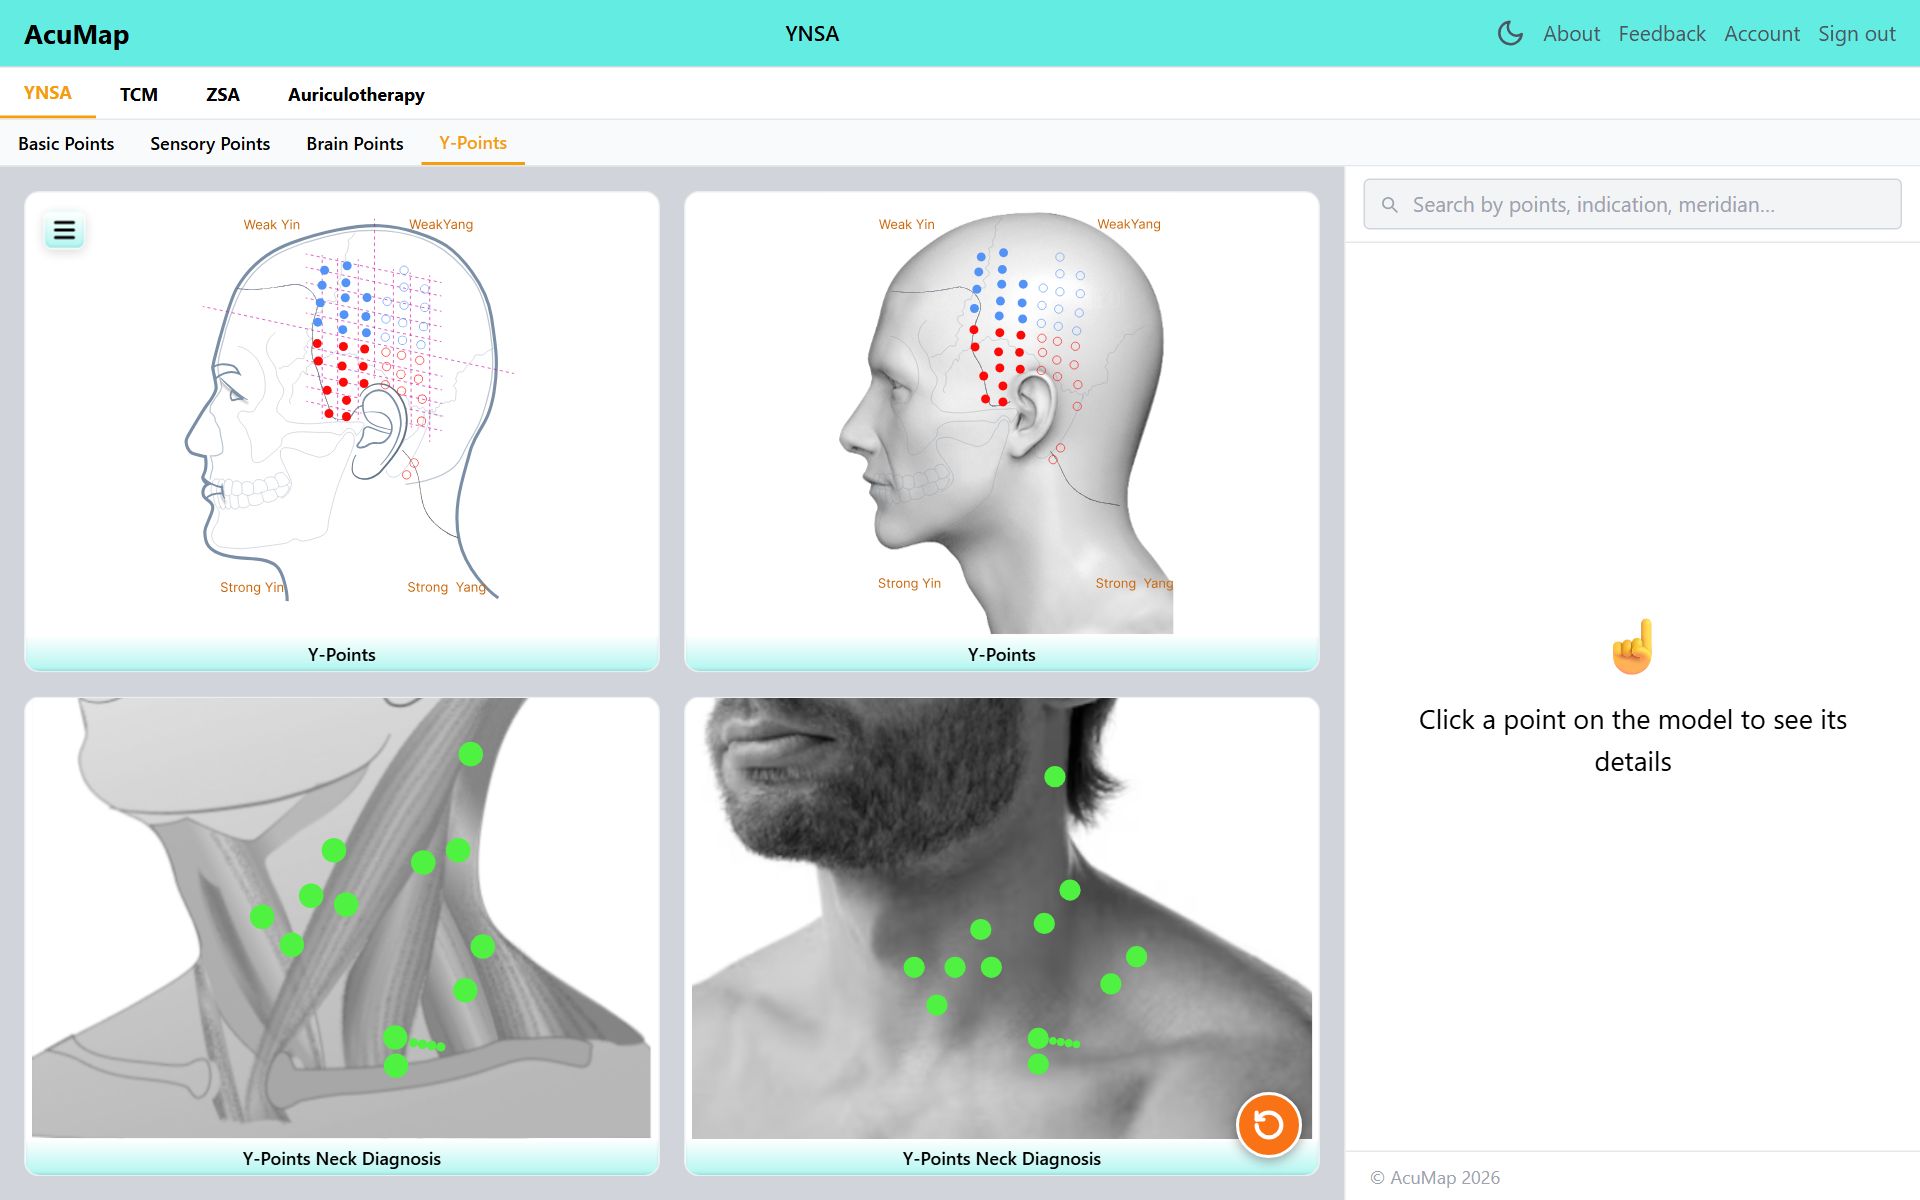 AcuMap
YNSA
About Feedback Account Sign out
YNSA TCM ZSA Auriculotherapy
Basic Points Sensory Points Brain Points Y-Points
Weak Yin WeakYang
Strong Yin Strong Yang
Y-Points
Weak Yin WeakYang
Strong Yin Strong Yang
Y-Points
Y-Points Neck Diagnosis
Y-Points Neck Diagnosis
Search by points, indication, meridian...
Click a point on the model to see its
details
© AcuMap 2026